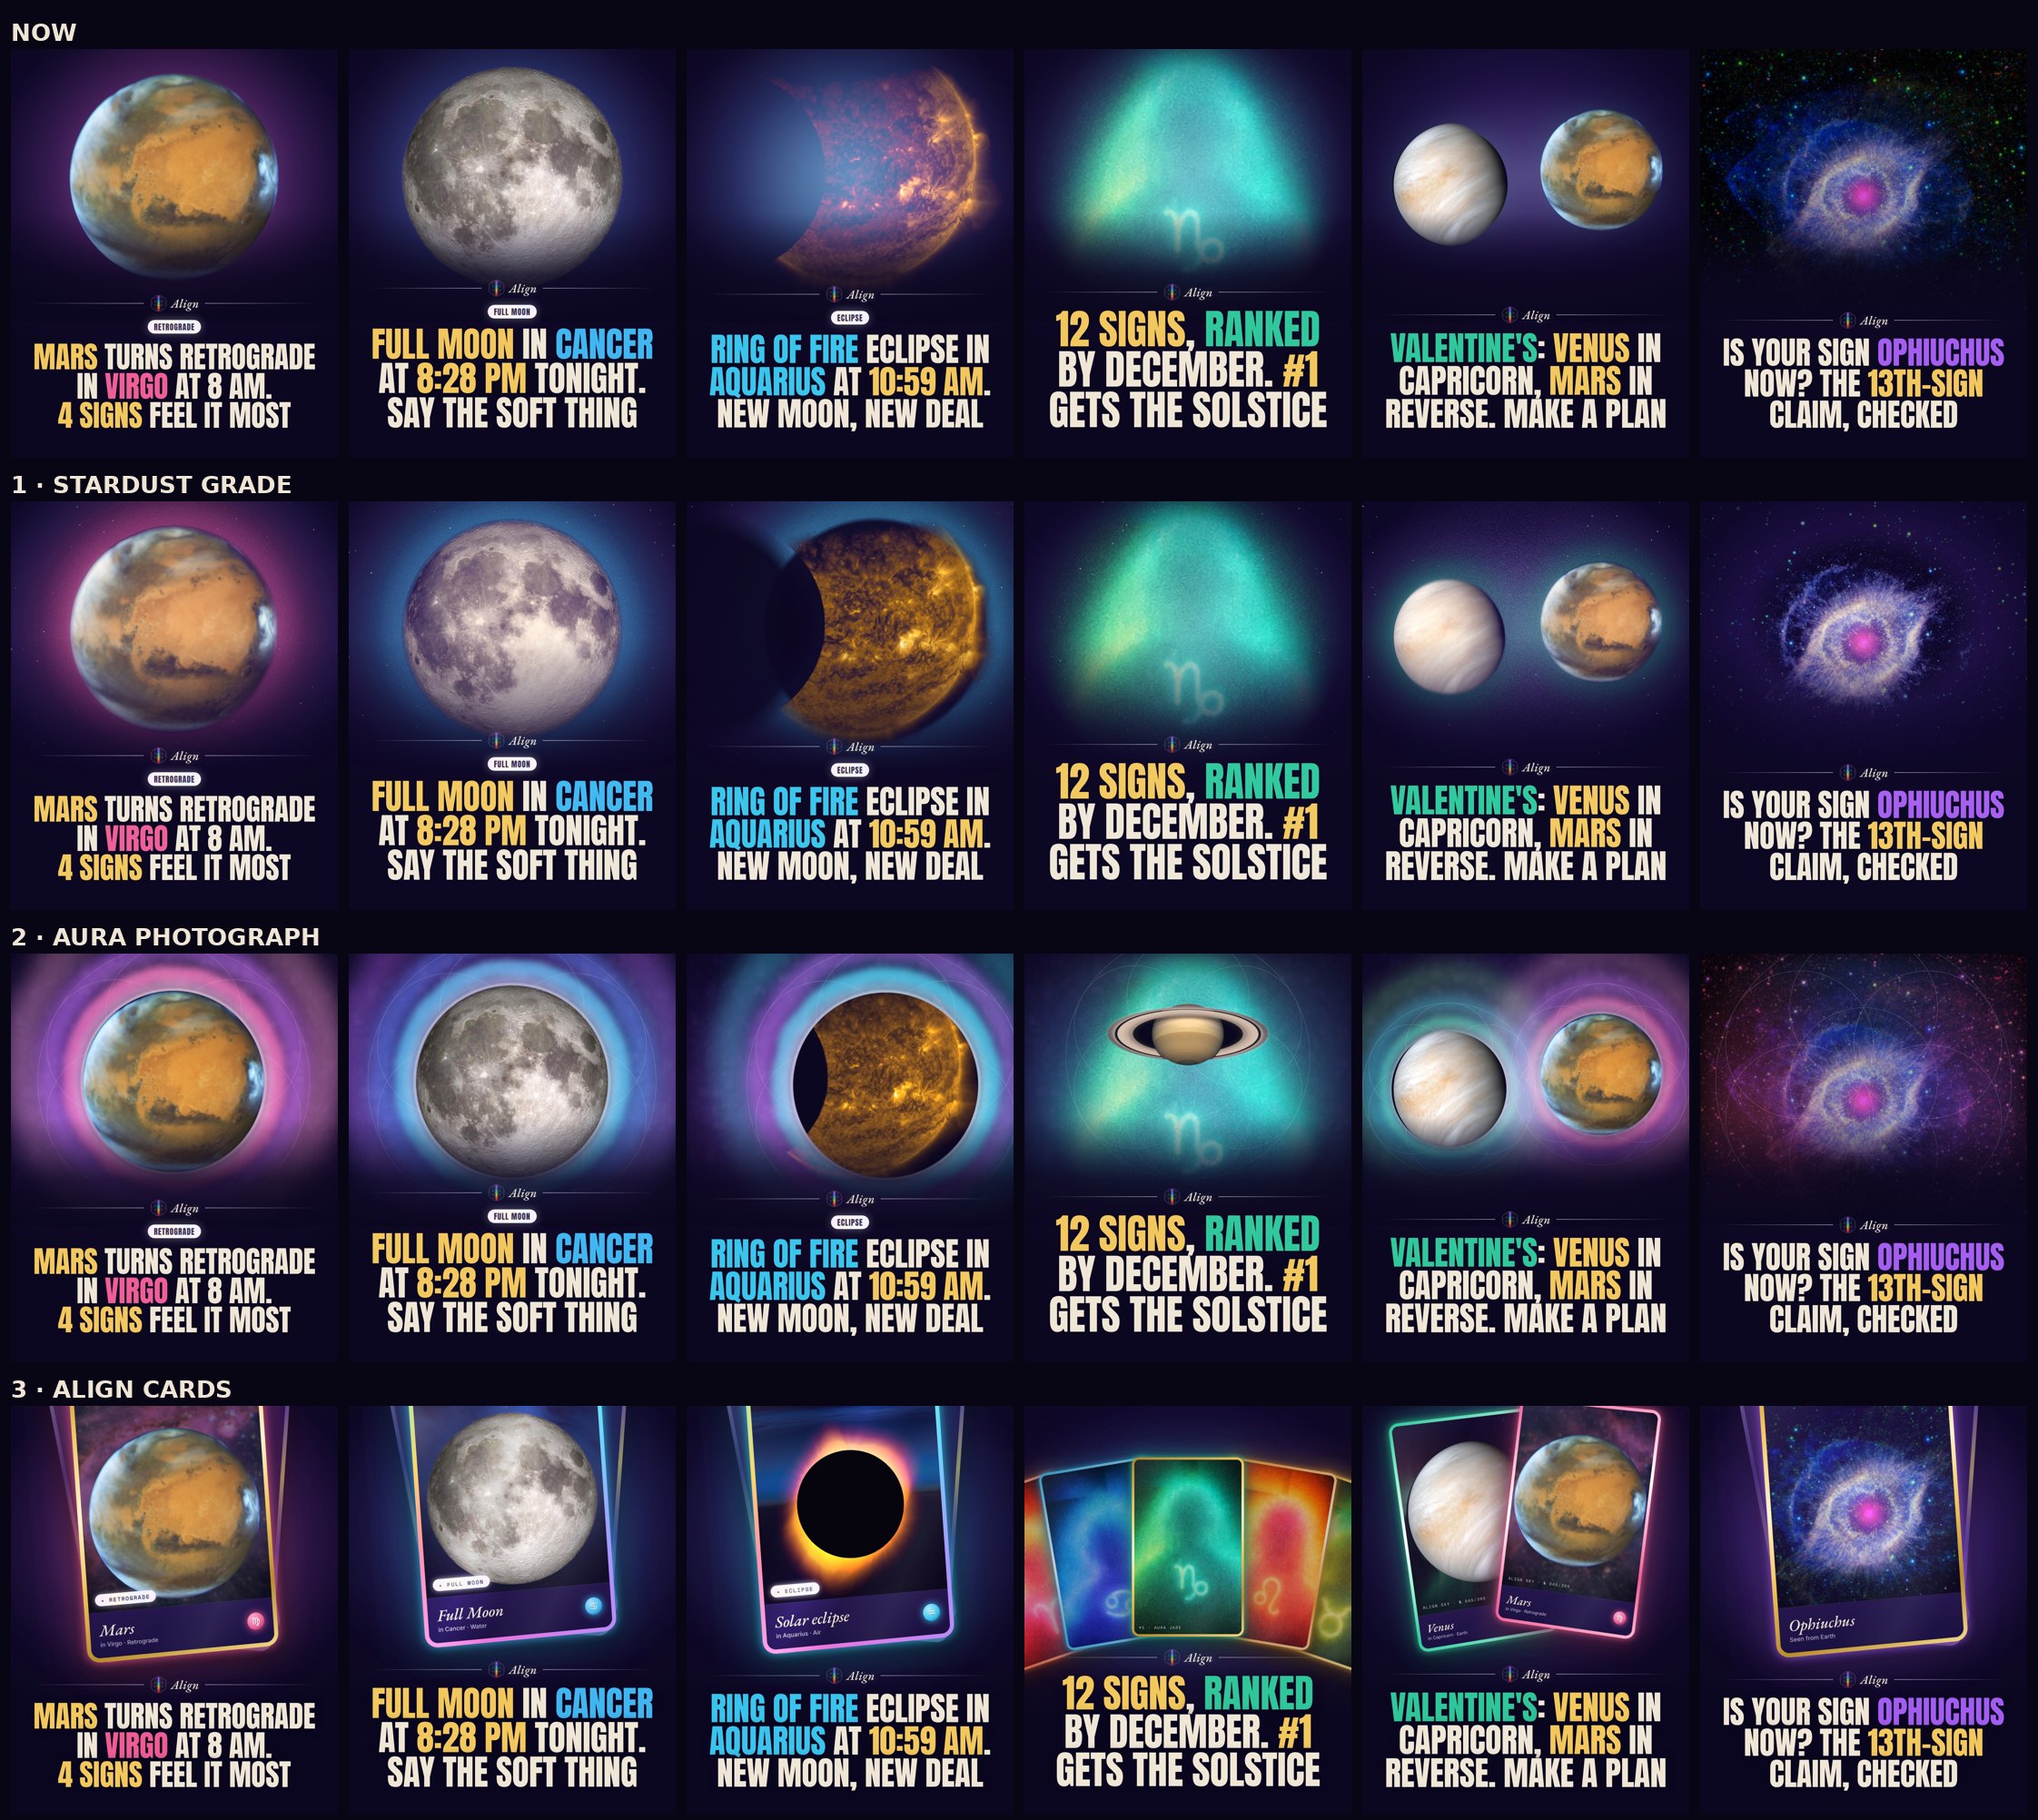 NOW
Align
RETROGRADE
MARS TURNS RETROGRADE
IN VIRGO AT 8 AM.
4 SIGNS FEEL IT MOST
Align
FULL MOON
FULL MOON IN CANCER
AT 8:28 PM TONIGHT.
SAY THE SOFT THING
Align
ECLIPSE
RING OF FIRE ECLIPSE IN
AQUARIUS AT 10:59 AM.
NEW MOON, NEW DEAL
Align
12 SIGNS, RANKED
BY DECEMBER. #1
GETS THE SOLSTICE
Align
VALENTINE'S: VENUS IN
CAPRICORN, MARS IN
REVERSE. MAKE A PLAN
Align
IS YOUR SIGN OPHIUCHUS
NOW? THE 13TH-SIGN
CLAIM, CHECKED
1 · STARDUST GRADE
Align
RETROGRADE
MARS TURNS RETROGRADE
IN VIRGO AT 8 AM.
4 SIGNS FEEL IT MOST
Align
FULL MOON
FULL MOON IN CANCER
AT 8:28 PM TONIGHT.
SAY THE SOFT THING
Align
ECLIPSE
RING OF FIRE ECLIPSE IN
AQUARIUS AT 10:59 AM.
NEW MOON, NEW DEAL
Align
12 SIGNS, RANKED
BY DECEMBER. #1
GETS THE SOLSTICE
Align
VALENTINE'S: VENUS IN
CAPRICORN, MARS IN
REVERSE. MAKE A PLAN
Align
IS YOUR SIGN OPHIUCHUS
NOW? THE 13TH-SIGN
CLAIM, CHECKED
2 · AURA PHOTOGRAPH
Align
RETROGRADE
MARS TURNS RETROGRADE
IN VIRGO AT 8 AM.
4 SIGNS FEEL IT MOST
Align
FULL MOON
FULL MOON IN CANCER
AT 8:28 PM TONIGHT.
SAY THE SOFT THING
Align
ECLIPSE
RING OF FIRE ECLIPSE IN
AQUARIUS AT 10:59 AM.
NEW MOON, NEW DEAL
Align
12 SIGNS, RANKED
BY DECEMBER. #1
GETS THE SOLSTICE
Align
VALENTINE'S: VENUS IN
CAPRICORN, MARS IN
REVERSE. MAKE A PLAN
Align
IS YOUR SIGN OPHIUCHUS
NOW? THE 13TH-SIGN
CLAIM, CHECKED
3 · ALIGN CARDS
RETROGRADE
Mars
in Virgo · Retrograde
Align
MARS TURNS RETROGRADE
IN VIRGO AT 8 AM.
4 SIGNS FEEL IT MOST
FULL MOON
Full Moon
in Cancer · Water
Align
FULL MOON IN CANCER
AT 8:28 PM TONIGHT.
SAY THE SOFT THING
ECLIPSE
Solar eclipse
in Aquarius · Air
Align
RING OF FIRE ECLIPSE IN
AQUARIUS AT 10:59 AM.
NEW MOON, NEW DEAL
Align
12 SIGNS, RANKED
BY DECEMBER. #1
GETS THE SOLSTICE
ALIGN SKY
Venus
in Capricorn · Earth
ALIGN SKY
Mars
in Virgo · Retrograde
Align
VALENTINE'S: VENUS IN
CAPRICORN, MARS IN
REVERSE. MAKE A PLAN
Ophiuchus
Seen from Earth
Align
IS YOUR SIGN OPHIUCHUS
NOW? THE 13TH-SIGN
CLAIM, CHECKED